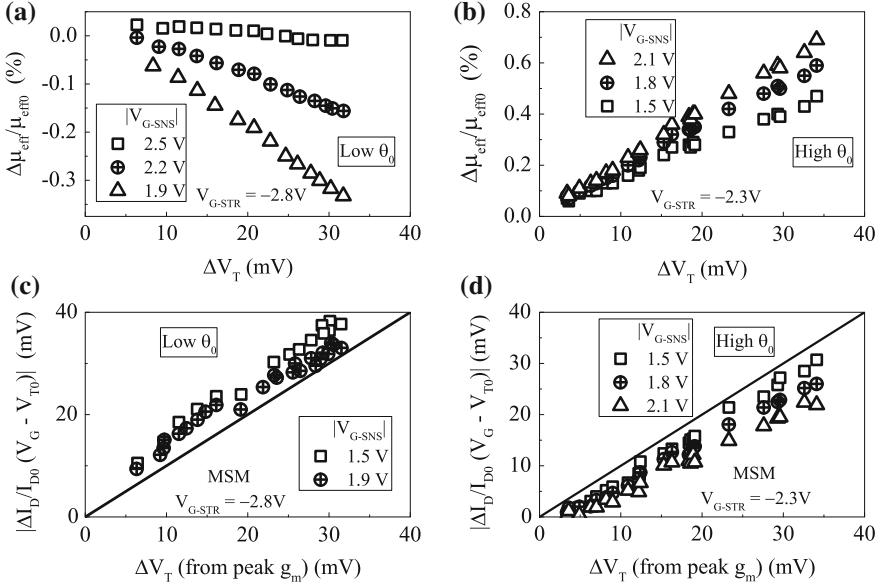 (a)
0.0
-0.1
-0.2
-0.3
Δμeff/μeff0 (%)
|VG-SNS|
2.5 V
2.2 V
1.9 V
Low θ0
VG-STR = −2.8V
0 10 20 30 40
ΔVT (mV)
(b)
0.8
0.6
0.4
0.2
0.0
Δμeff/μeff0 (%)
|VG-SNS|
2.1 V
1.8 V
1.5 V
High θ0
VG-STR = −2.3V
0 10 20 30 40
ΔVT (mV)
(c)
40
20
0
|ΔID/ID0 (VG - VT0)| (mV)
Low θ0
|VG-SNS|
1.5 V
1.9 V
MSM
VG-STR = −2.8V
0 10 20 30 40
ΔVT (from peak gm) (mV)
(d)
40
30
20
10
0
|ΔID/ID0 (VG - VT0)| (mV)
|VG-SNS|
1.5 V
1.8 V
2.1 V
High θ0
MSM
VG-STR = −2.3V
0 10 20 30 40
ΔVT (from peak gm) (mV)